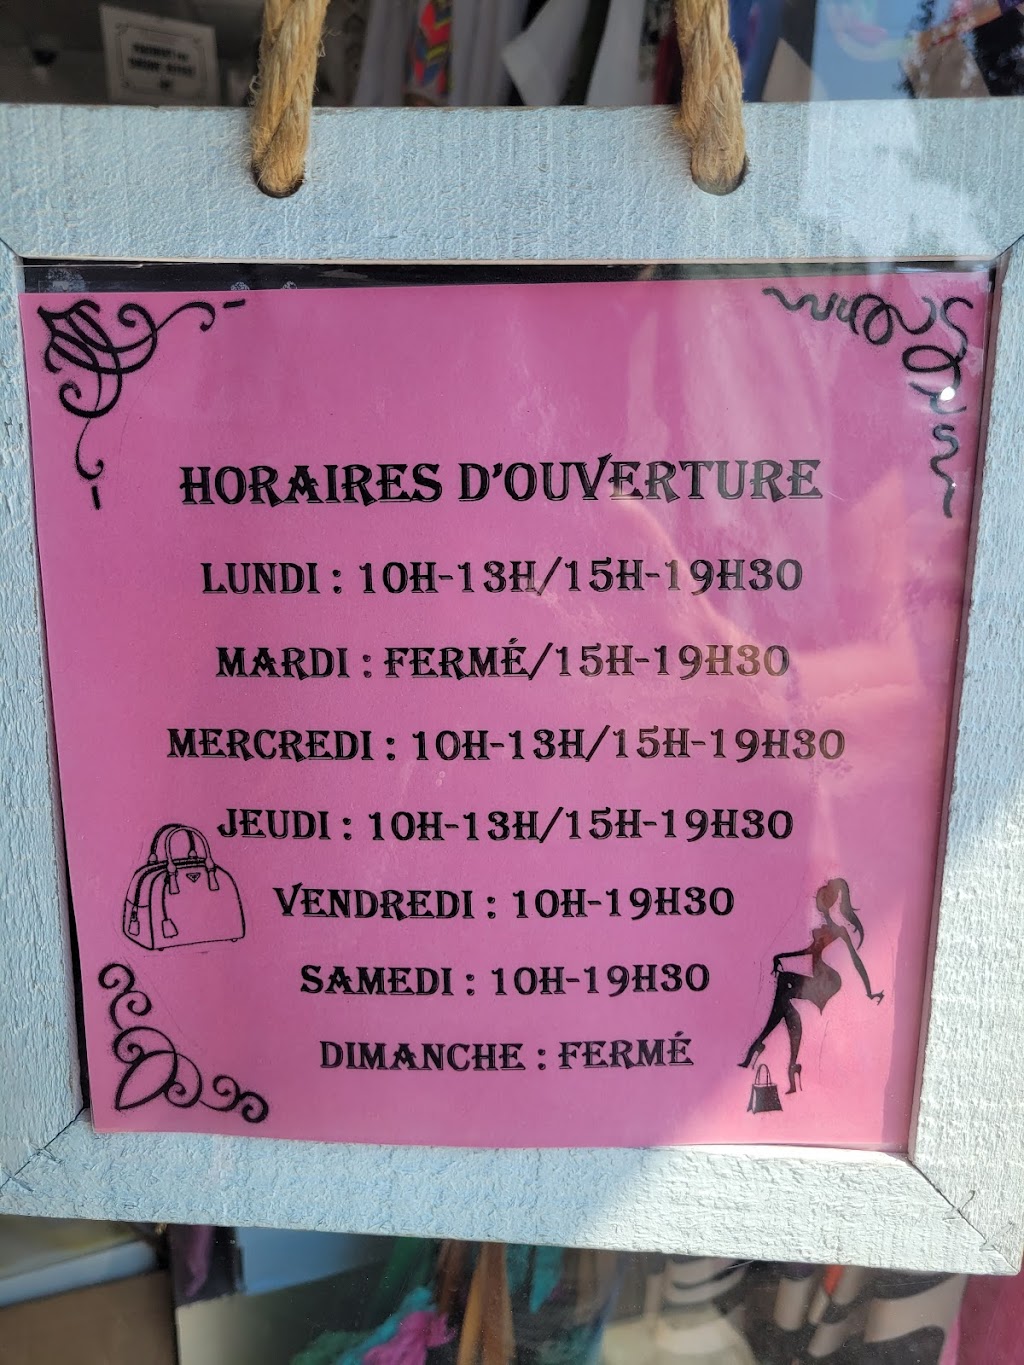 HORAIRES D'OUVERTURE
LUNDI : 10H-13H/15H-19H30
MARDI : FERMÉ/15H-19H30
MERCREDI : 10H-13H/15H-19H30
JEUDI : 10H-13H/15H-19H30
VENDREDI : 10H-19H30
SAMEDI : 10H-19H30
DIMANCHE : FERMÉ